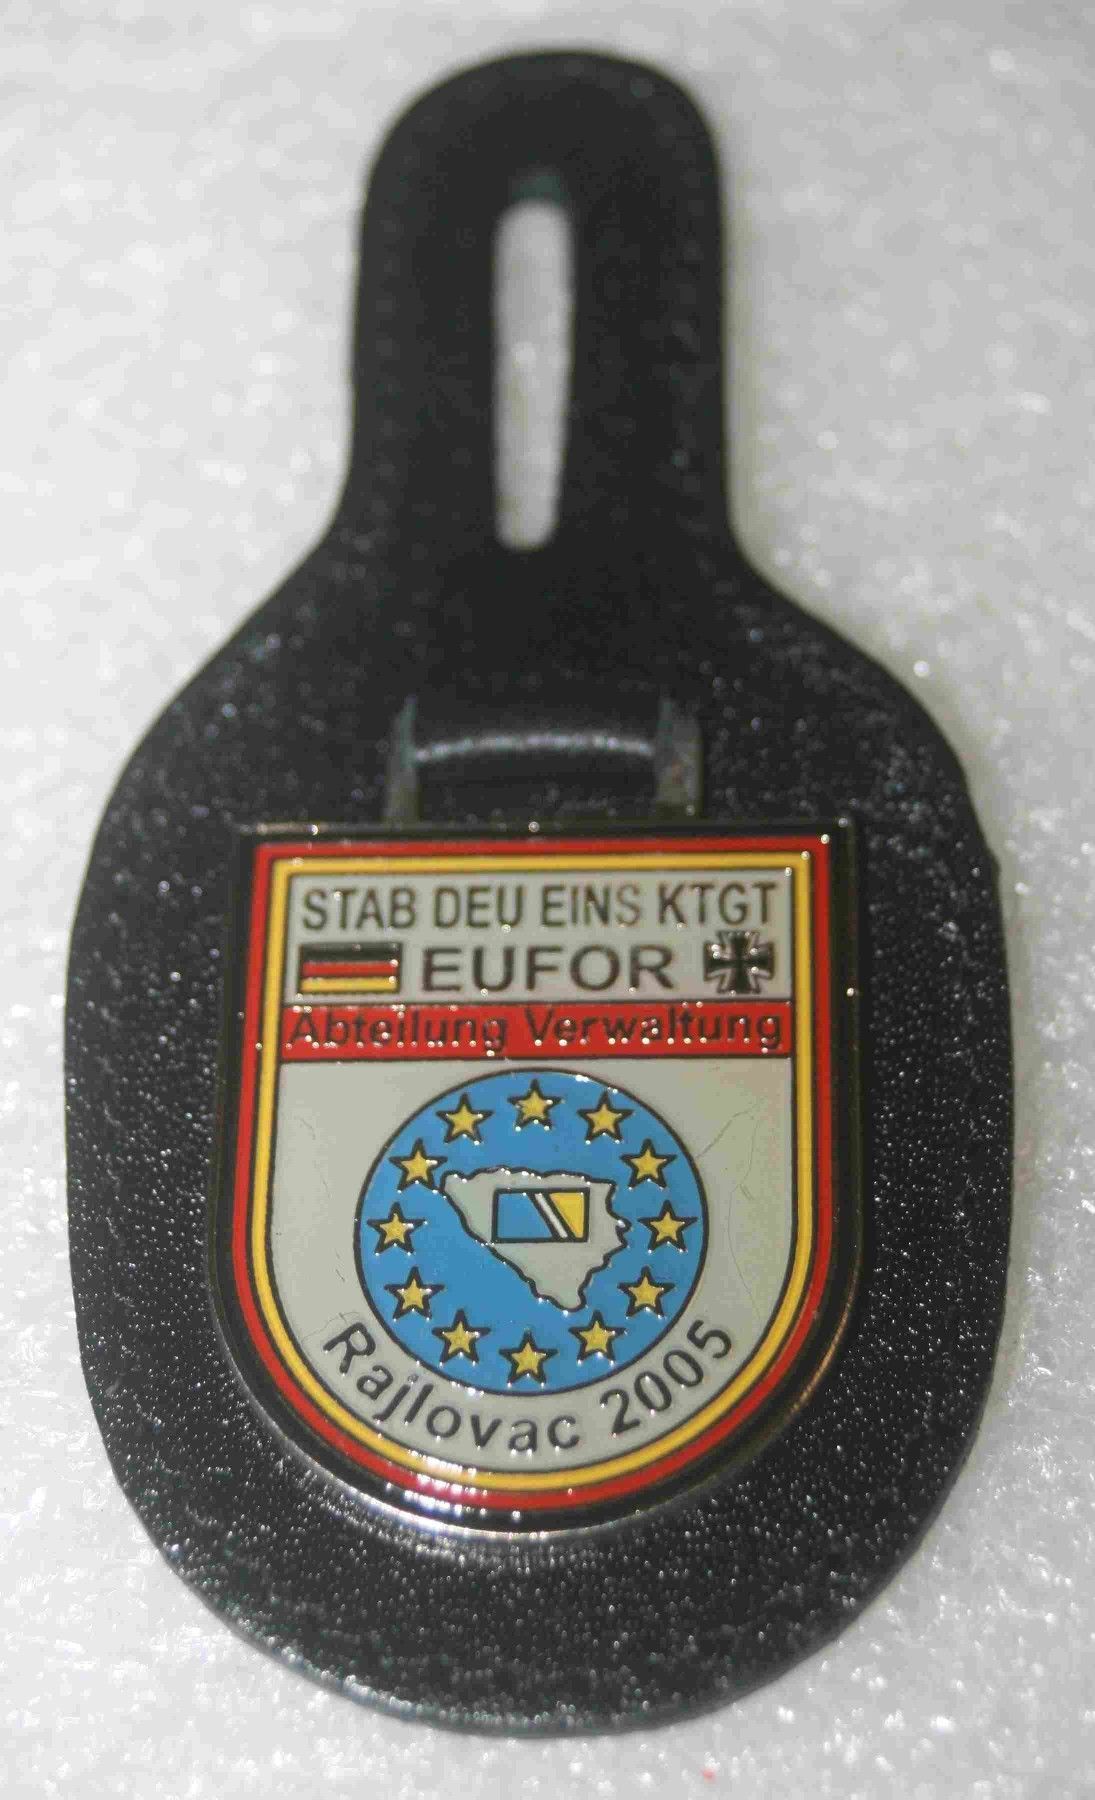 STAB DEU EINS KTGT
EUFOR
Abteilung Verwaltung
Rajlovac 2005